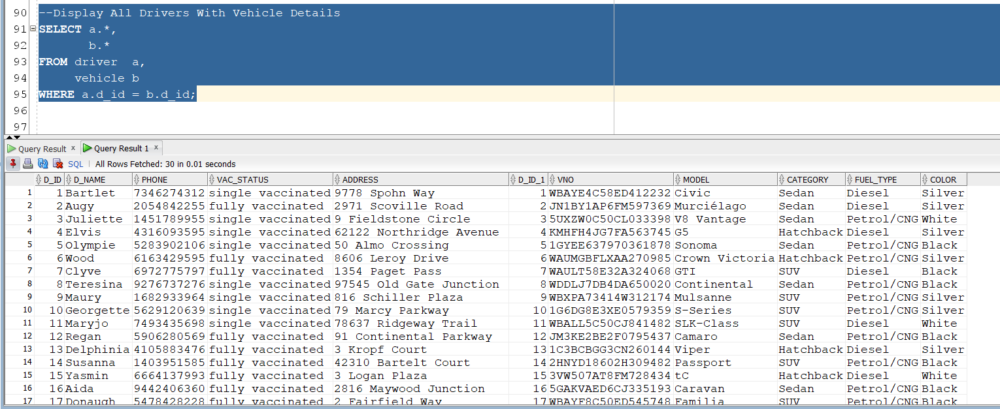 90 --Display All Drivers With Vehicle Details
91 SELECT a.*,
92 b.*
93 FROM driver a,
94 vehicle b
95 WHERE a.d_id = b.d_id;
96
97
Query Result x Query Result 1 x
SQL | All Rows Fetched: 30 in 0.01 seconds
D_ID D_NAME PHONE VAC_STATUS ADDRESS D_ID_1 VNO MODEL CATEGORY FUEL_TYPE COLOR
1 1 Bartlet 7346274312 single vaccinated 9778 Spohn Way 1 WBAYE4C58ED412232 Civic Sedan Diesel Silver
2 2 Augy 2054842255 fully vaccinated 2971 Scoville Road 2 JN1BY1AP6FM597369 Murciélago Sedan Diesel Silver
3 3 Juliette 1451789955 single vaccinated 9 Fieldstone Circle 3 5UXZW0C50CL033398 V8 Vantage Sedan Petrol/CNG White
4 4 Elvis 4316093595 single vaccinated 62122 Northridge Avenue 4 KMHFH4JG7FA563745 G5 Hatchback Diesel Silver
5 5 Olympie 5283902106 single vaccinated 50 Almo Crossing 5 1GYEE637970361878 Sonoma Sedan Petrol/CNG Black
6 6 Wood 6163429595 fully vaccinated 8606 Leroy Drive 6 WAUMGBFLXAA270985 Crown Victoria Hatchback Petrol/CNG Silver
7 7 Clyve 6972775797 fully vaccinated 1354 Paget Pass 7 WAULT58E32A324068 GTI SUV Diesel Black
8 8 Teresina 9276737276 single vaccinated 97545 Old Gate Junction 8 WDDLJ7DB4DA650020 Continental Sedan Petrol/CNG Black
9 9 Maury 1682933964 single vaccinated 816 Schiller Plaza 9 WBXPA73414W312174 Mulsanne SUV Petrol/CNG Silver
10 10 Georgette 5629120639 single vaccinated 79 Marcy Parkway 10 1G6DG8E3XE0579359 S-Series SUV Petrol/CNG Silver
11 11 Maryjo 7493435698 single vaccinated 78637 Ridgeway Trail 11 WBALL5C50CJ841482 SLK-Class SUV Diesel White
12 12 Regan 5906280569 fully vaccinated 91 Continental Parkway 12 JM3KE2BE2F0795437 Camaro Sedan Petrol/CNG Black
13 13 Delphinia 4105883476 fully vaccinated 3 Kropf Court 13 1C3BCBGG3CN260144 Viper Hatchback Diesel Silver
14 14 Susanna 1403951585 fully vaccinated 42310 Bartelt Court 14 2HNYD18602H309482 Passport SUV Petrol/CNG Black
15 15 Yasmin 6664137993 fully vaccinated 3 Logan Plaza 15 3VW507AT8FM728434 tC Hatchback Diesel White
16 16 Aida 9442406360 fully vaccinated 2816 Maywood Junction 16 5GAKVAED6CJ335193 Caravan Sedan Petrol/CNG Black
17 17 Donaugh 5478428228 fully vaccinated 2 Fairfield Way 17 WBAYF8C50ED545748 Familia SUV Petrol/CNG Black